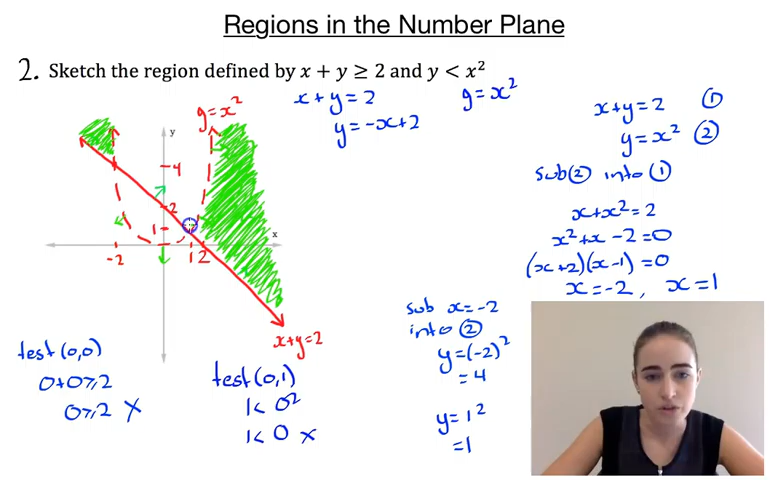 Regions in the Number Plane
2. Sketch the region defined by x + y ≥ 2 and y < x²
x+y=2
y=-x+2
y=x²
x+y=2 ①
y=x² ②
sub② into ①
x+x²=2
x²+x-2=0
(x+2)(x-1)=0
x=-2, x=1
y=x²
y
4
2
1
x
-2
1 2
x+y=2
sub x=-2
into ②
y=(-2)²
=4
y=1²
=1
test (0,0)
0+0≥2
0≥2 ×
test (0,1)
1<0²
1<0 ×